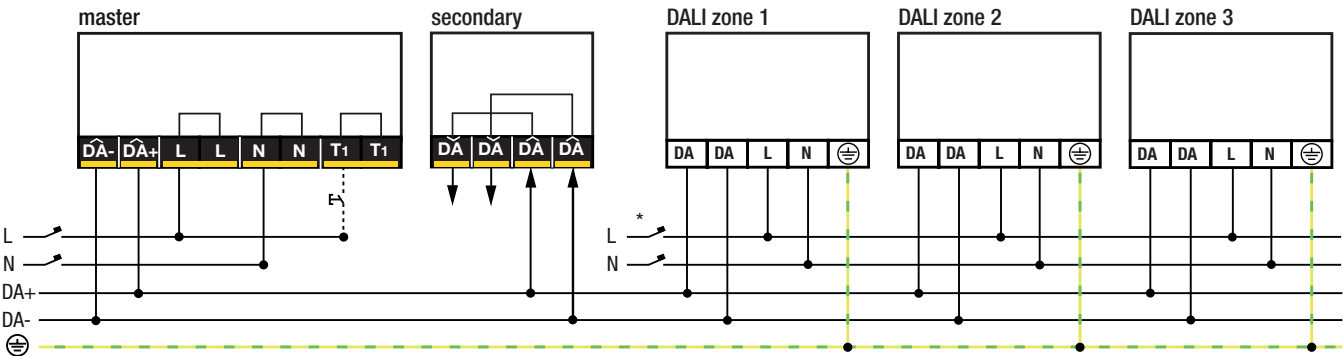 master secondary DALI zone 1 DALI zone 2 DALI zone 3
DA- DA+ L L N N T1 T1 DA DA DA DA DA DA L N DA DA L N DA DA L N
*
L L
N N
DA+
DA-